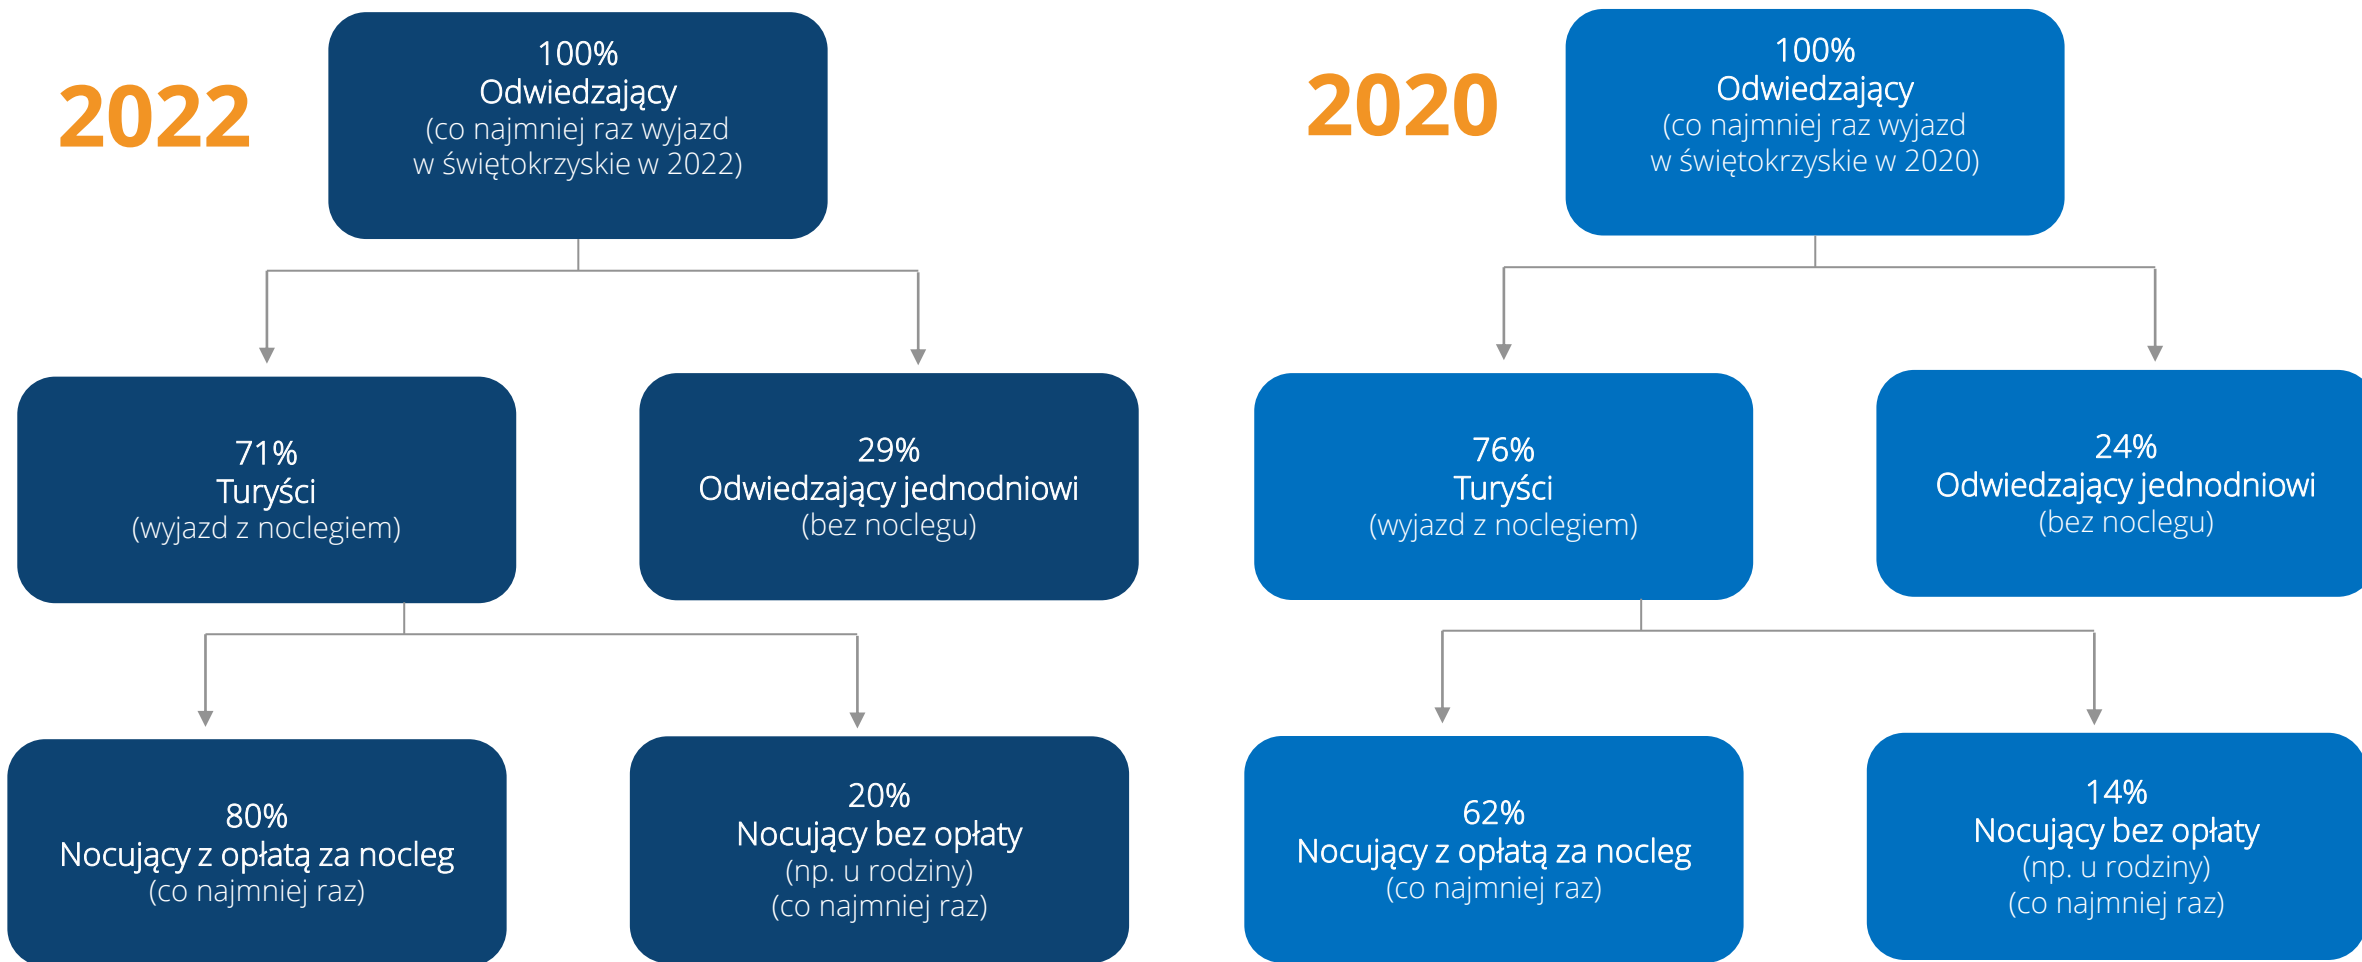 2022
100%
Odwiedzający
(co najmniej raz wyjazd
w świętokrzyskie w 2022)
71%
Turyści
(wyjazd z noclegiem)
29%
Odwiedzający jednodniowi
(bez noclegu)
80%
Nocujący z opłatą za nocleg
(co najmniej raz)
20%
Nocujący bez opłaty
(np. u rodziny)
(co najmniej raz)
2020
100%
Odwiedzający
(co najmniej raz wyjazd
w świętokrzyskie w 2020)
76%
Turyści
(wyjazd z noclegiem)
24%
Odwiedzający jednodniowi
(bez noclegu)
62%
Nocujący z opłatą za nocleg
(co najmniej raz)
14%
Nocujący bez opłaty
(np. u rodziny)
(co najmniej raz)